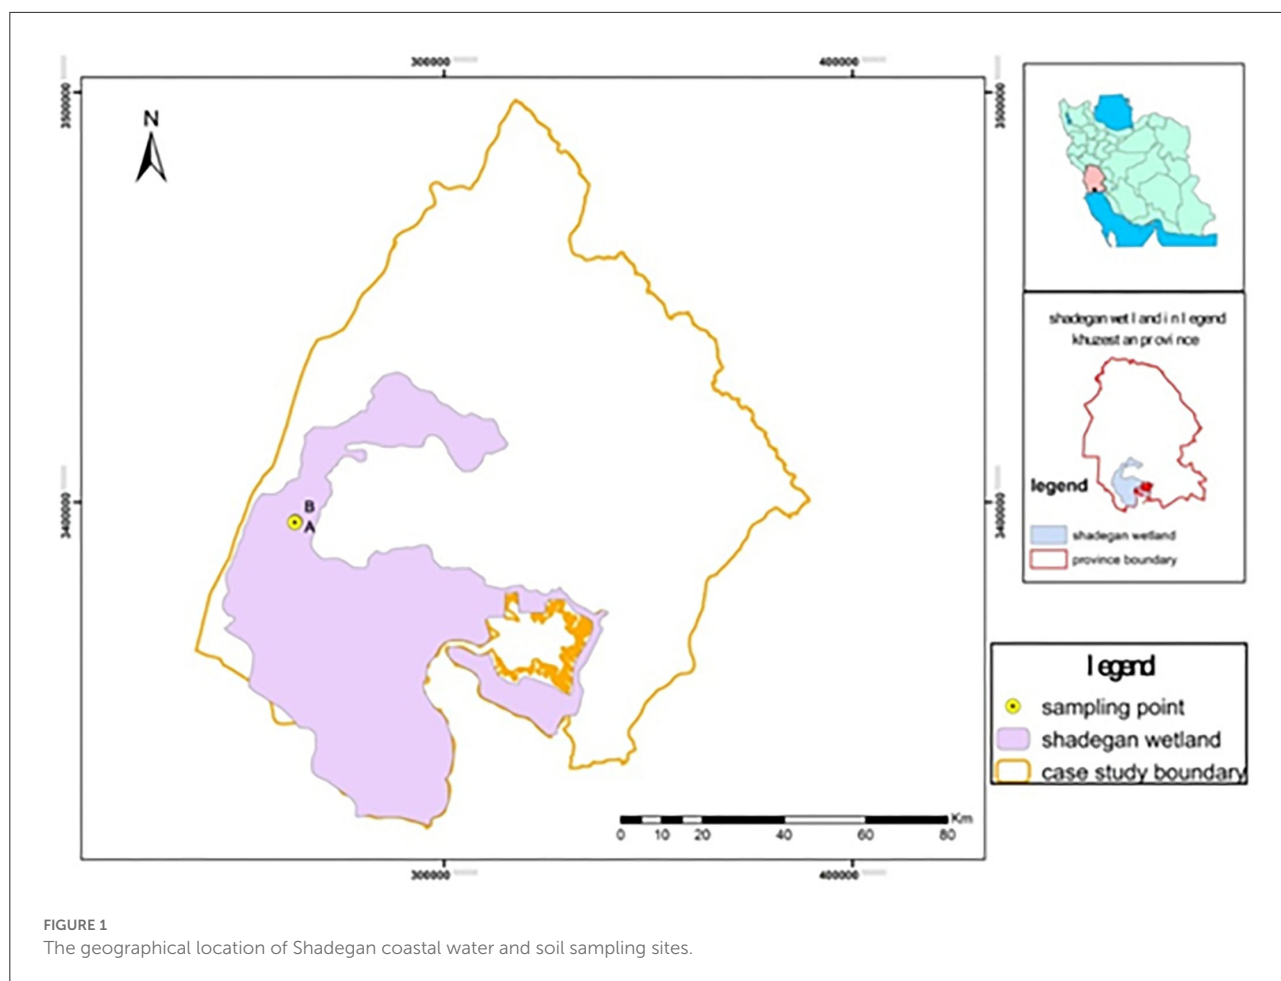 300000
400000
3500000
3500000
N
shadegan wet l and i n l egend
khuzest an pr ovi nce
legend
shadegan wetland
province boundary
3400000
3400000
B
A
l egend
sampling point
shadegan wetland
case study boundary
Km
0 10 20 40 60 80
300000
400000
FIGURE 1
The geographical location of Shadegan coastal water and soil sampling sites.